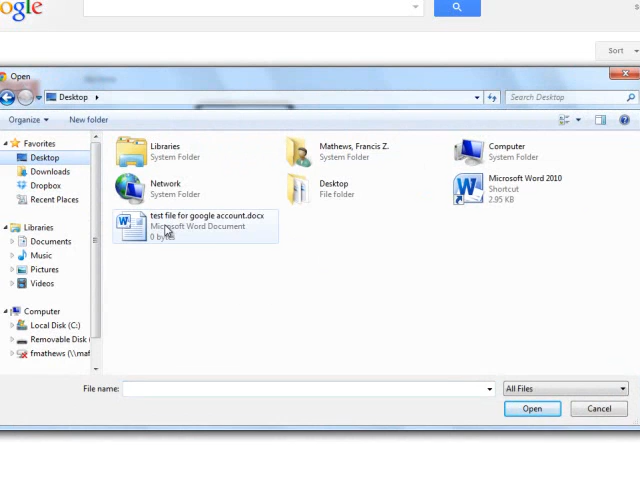 ogle
S
Sort
Open
Desktop
Search Desktop
Organize
New folder
Favorites
Desktop
Downloads
Dropbox
Recent Places
Libraries
Documents
Music
Pictures
Videos
Computer
Local Disk (C:)
Removable Disk
fmathews (\\maf
Libraries
System Folder
Mathews, Francis Z.
System Folder
Computer
System Folder
Network
System Folder
Desktop
File folder
Microsoft Word 2010
Shortcut
2.95 KB
test file for google account.docx
Microsoft Word Document
0 bytes
File name:
All Files
Open
Cancel